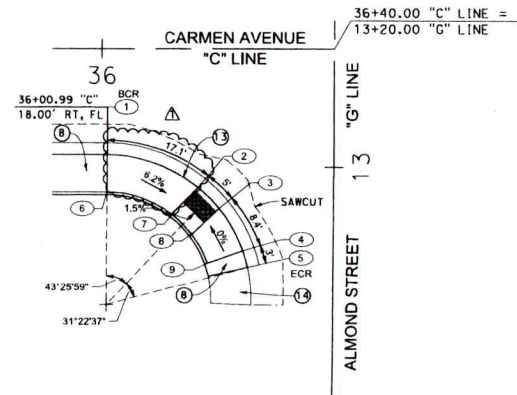 36+40.00 "C" LINE =
13+20.00 "G" LINE
CARMEN AVENUE
"C" LINE
36
"G" LINE
13
ALMOND STREET
36+00.99 "C"
18.00' RT, FL
BCR
1
1
8
13
17.1'
2
5'
3
SAWCUT
8.2%
1.5%
6
7
8
8.4'
0%
4
3'
5
ECR
9
8
14
43°25'59"
31°22'37"